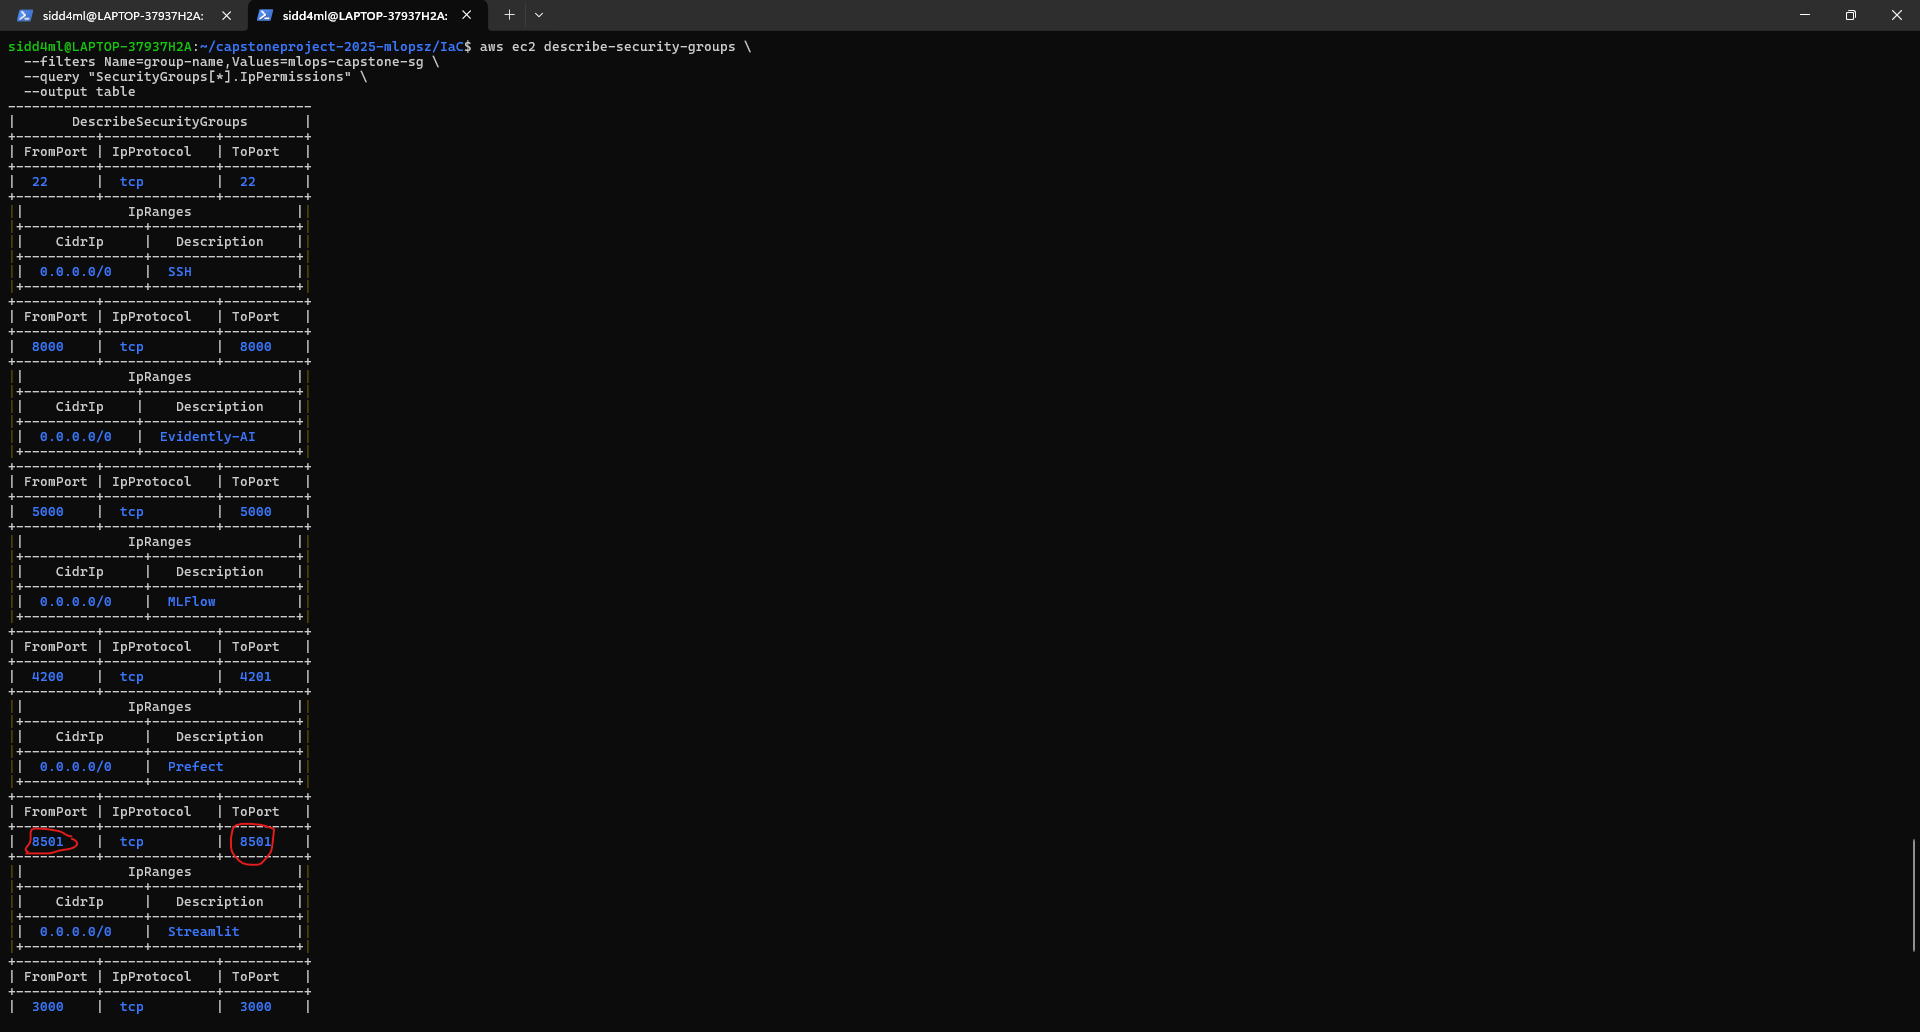 sidd4ml@LAPTOP-37937H2A: sidd4ml@LAPTOP-37937H2A:
sidd4ml@LAPTOP-37937H2A:~/capstoneproject-2025-mlopsz/IaC$ aws ec2 describe-security-groups \
--filters Name=group-name,Values=mlops-capstone-sg \
--query "SecurityGroups[*].IpPermissions" \
--output table
DescribeSecurityGroups
FromPort | IpProtocol | ToPort
22 | tcp | 22
IpRanges
CidrIp | Description
0.0.0.0/0 | SSH
FromPort | IpProtocol | ToPort
8000 | tcp | 8000
IpRanges
CidrIp | Description
0.0.0.0/0 | Evidently-AI
FromPort | IpProtocol | ToPort
5000 | tcp | 5000
IpRanges
CidrIp | Description
0.0.0.0/0 | MLFlow
FromPort | IpProtocol | ToPort
4200 | tcp | 4201
IpRanges
CidrIp | Description
0.0.0.0/0 | Prefect
FromPort | IpProtocol | ToPort
8501 | tcp | 8501
IpRanges
CidrIp | Description
0.0.0.0/0 | Streamlit
FromPort | IpProtocol | ToPort
3000 | tcp | 3000